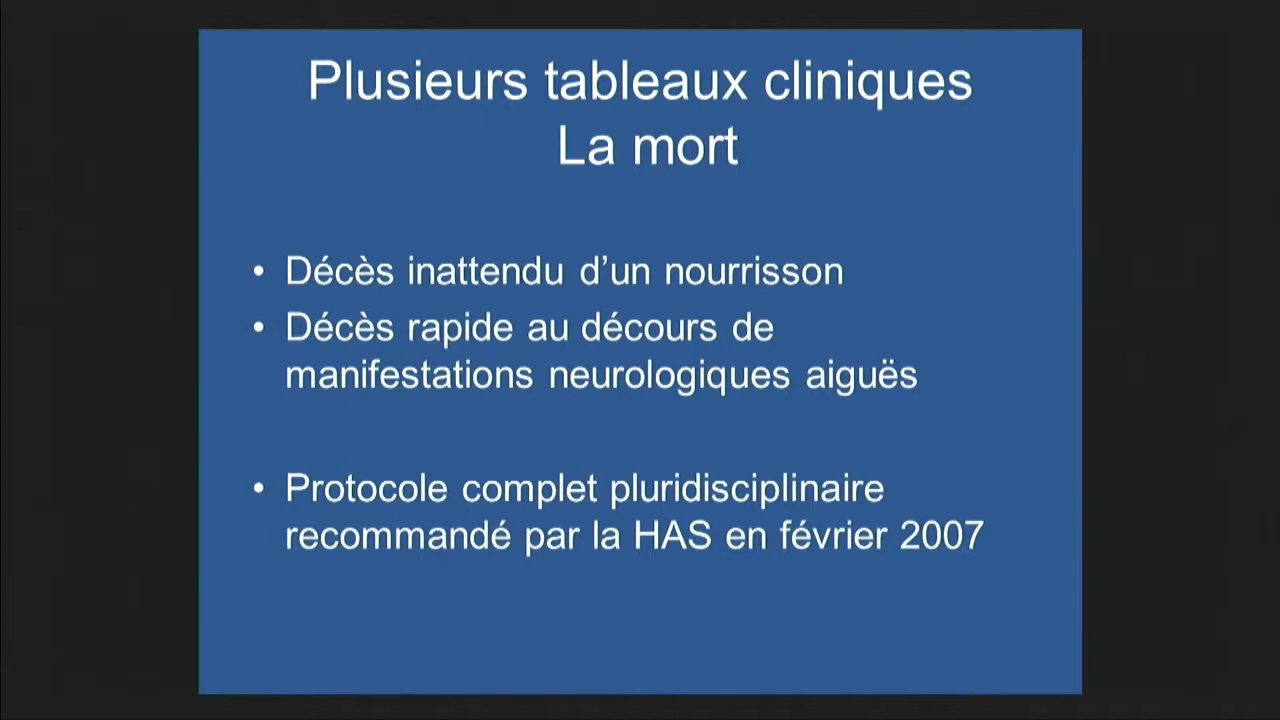 Plusieurs tableaux cliniques
La mort
• Décès inattendu d’un nourrisson
• Décès rapide au décours de
manifestations neurologiques aiguës
• Protocole complet pluridisciplinaire
recommandé par la HAS en février 2007